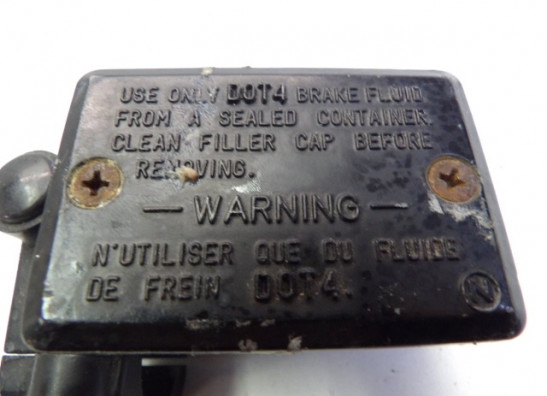 USE ONLY DOT4 BRAKE FLUID
FROM A SEALED CONTAINER.
CLEAN FILLER CAP BEFORE
REMOVING.
— WARNING —
N'UTILISER QUE DU FLUIDE
DE FREIN DOT4.
N